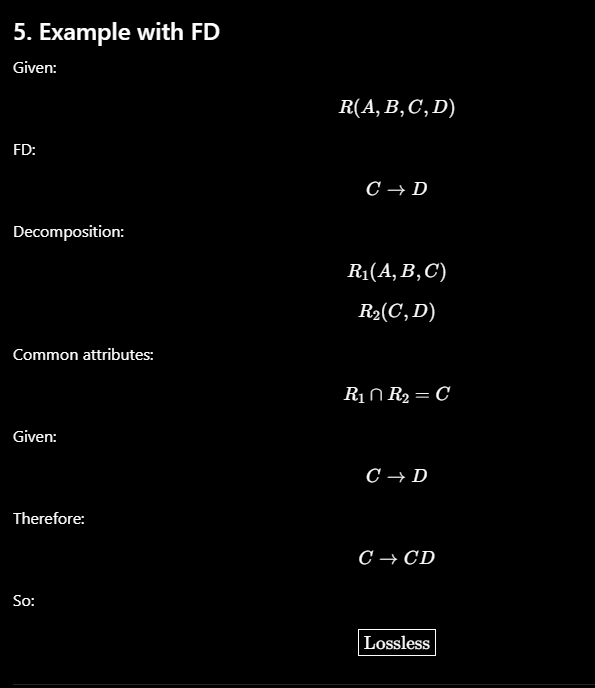 5. Example with FD
Given:
R(A, B, C, D)
FD:
C → D
Decomposition:
R₁(A, B, C)
R₂(C, D)
Common attributes:
R₁ ∩ R₂ = C
Given:
C → D
Therefore:
C → CD
So:
Lossless